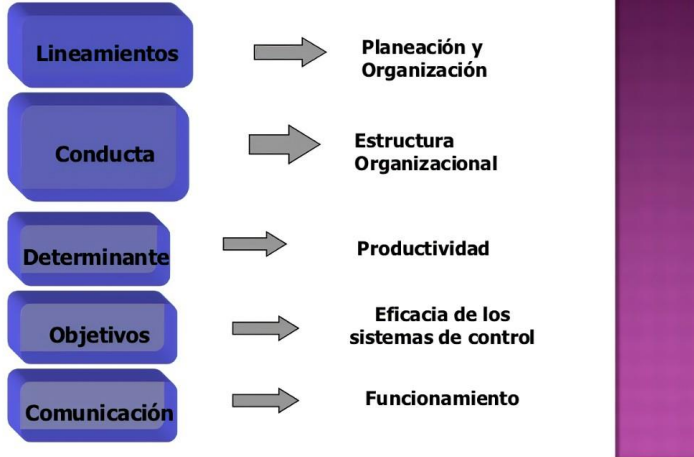 Lineamientos
Planeación y
Organización
Conducta
Estructura
Organizacional
Determinante
Productividad
Objetivos
Eficacia de los
sistemas de control
Comunicación
Funcionamiento